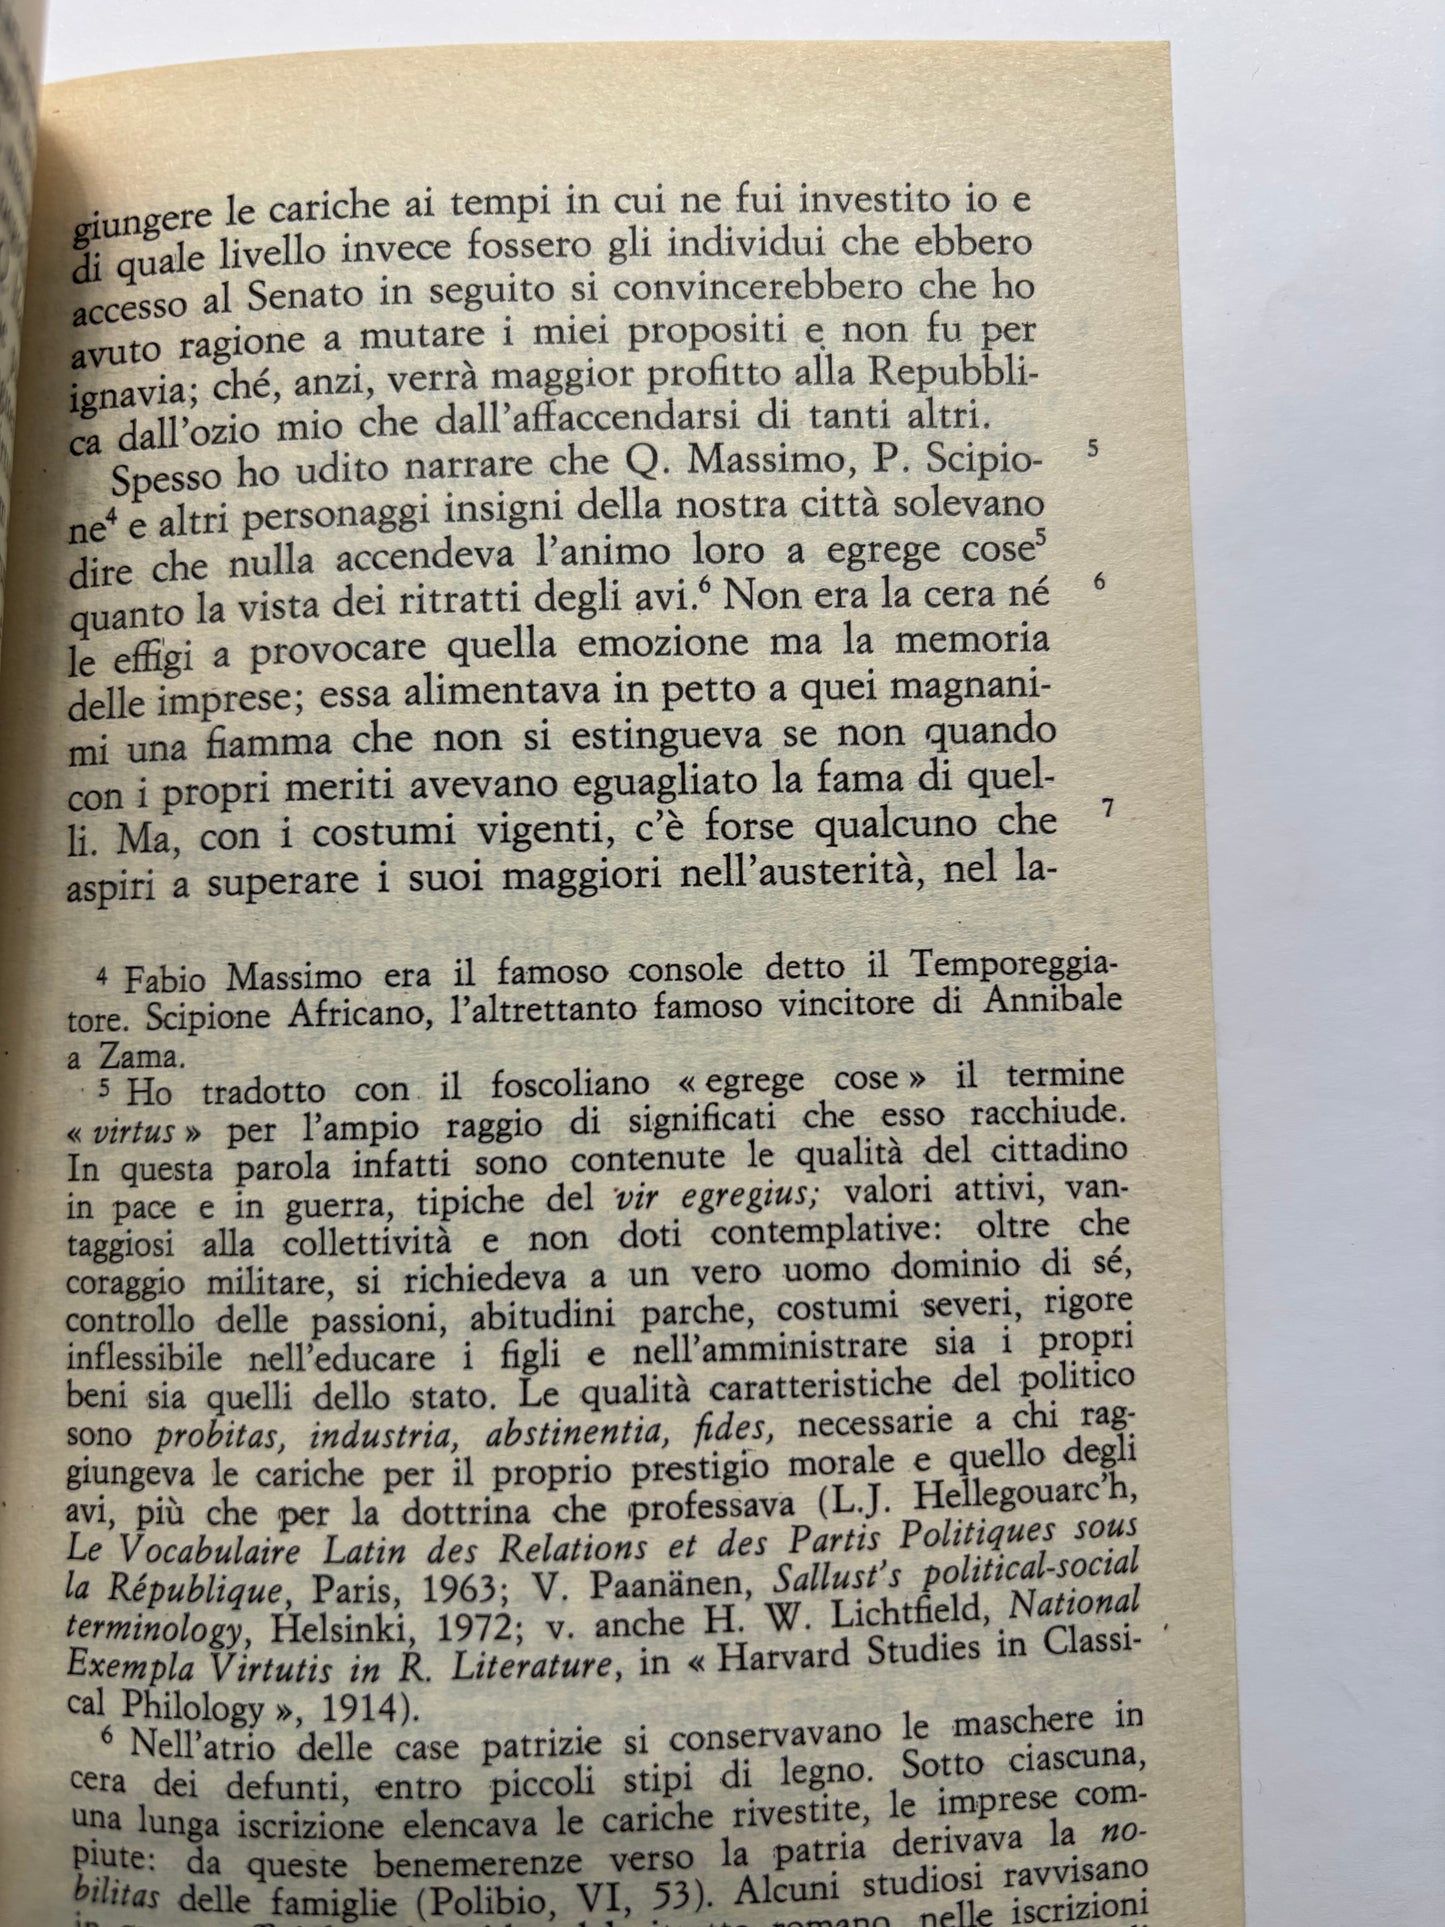 giungere le cariche ai tempi in cui ne fui investito io e
di quale livello invece fossero gli individui che ebbero
accesso al Senato in seguito si convincerebbero che ho
avuto ragione a mutare i miei propositi e non fu per
ignavia; ché, anzi, verrà maggior profitto alla Repubbli-
ca dall'ozio mio che dall'affaccendarsi di tanti altri.
Spesso ho udito narrare che Q. Massimo, P. Scipio- 5
ne⁴ e altri personaggi insigni della nostra città solevano
dire che nulla accendeva l'animo loro a egrege cose⁵
quanto la vista dei ritratti degli avi.⁶ Non era la cera né 6
le effigi a provocare quella emozione ma la memoria
delle imprese; essa alimentava in petto a quei magnani-
mi una fiamma che non si estingueva se non quando
con i propri meriti avevano eguagliato la fama di quel-
li. Ma, con i costumi vigenti, c'è forse qualcuno che 7
aspiri a superare i suoi maggiori nell'austerità, nel la-
4 Fabio Massimo era il famoso console detto il Temporeggia-
tore. Scipione Africano, l'altrettanto famoso vincitore di Annibale
a Zama.
5 Ho tradotto con il foscoliano « egrege cose » il termine
« virtus » per l'ampio raggio di significati che esso racchiude.
In questa parola infatti sono contenute le qualità del cittadino
in pace e in guerra, tipiche del vir egregius; valori attivi, van-
taggiosi alla collettività e non doti contemplative: oltre che
coraggio militare, si richiedeva a un vero uomo dominio di sé,
controllo delle passioni, abitudini parche, costumi severi, rigore
inflessibile nell'educare i figli e nell'amministrare sia i propri
beni sia quelli dello stato. Le qualità caratteristiche del politico
sono probitas, industria, abstinentia, fides, necessarie a chi rag-
giungeva le cariche per il proprio prestigio morale e quello degli
avi, più che per la dottrina che professava (L.J. Hellegouarc'h,
Le Vocabulaire Latin des Relations et des Partis Politiques sous
la République, Paris, 1963; V. Paanänen, Sallust's political-social
terminology, Helsinki, 1972; v. anche H. W. Lichtfield, National
Exempla Virtutis in R. Literature, in « Harvard Studies in Classi-
cal Philology », 1914).
6 Nell'atrio delle case patrizie si conservavano le maschere in
cera dei defunti, entro piccoli stipi di legno. Sotto ciascuna,
una lunga iscrizione elencava le cariche rivestite, le imprese com-
piute: da queste benemerenze verso la patria derivava la no-
bilitas delle famiglie (Polibio, VI, 53). Alcuni studiosi ravvisano
romano, nelle iscrizioni